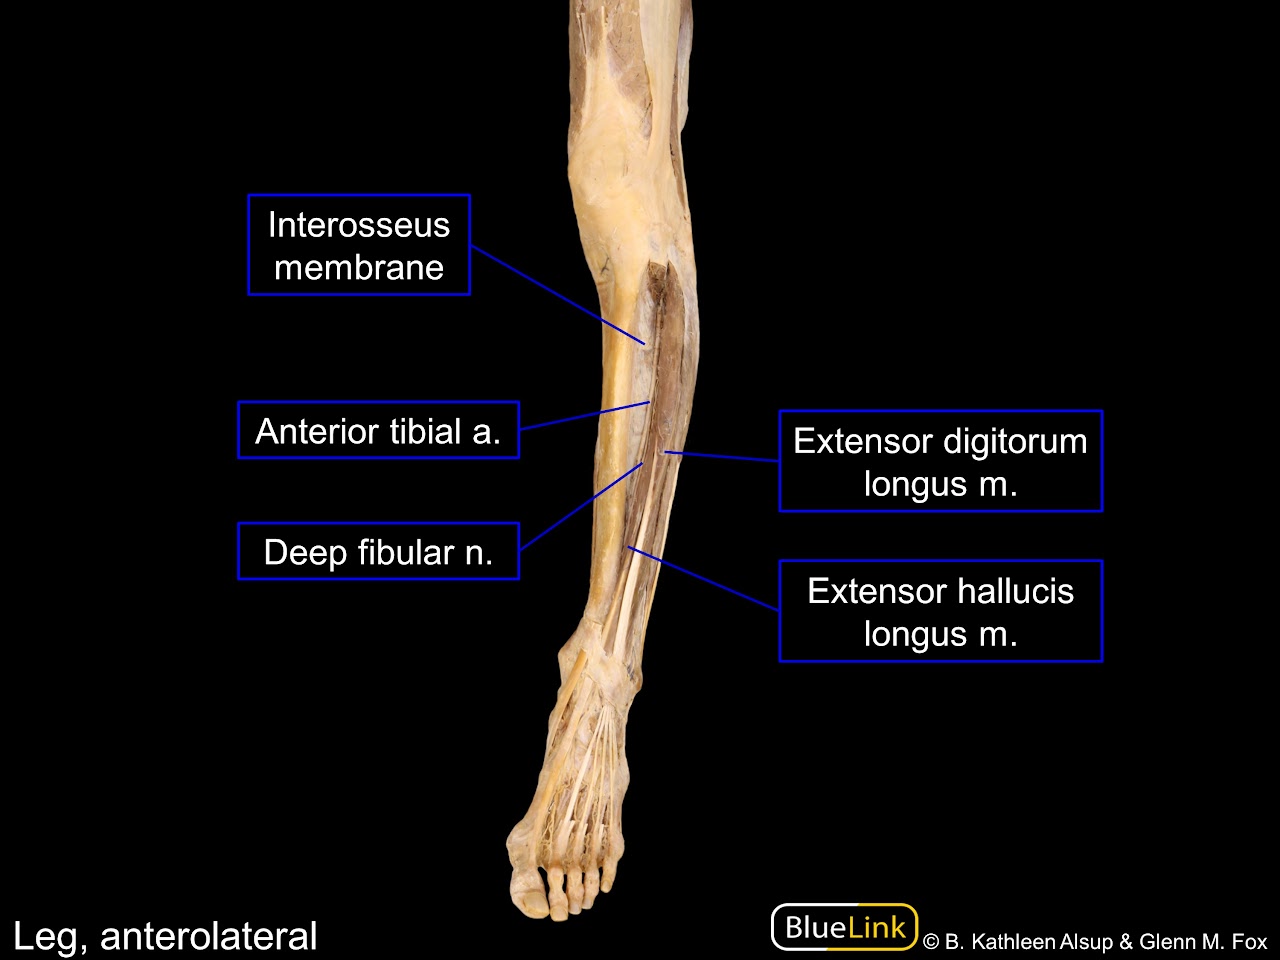 Interosseus
membrane
Anterior tibial a.
Deep fibular n.
Extensor digitorum
longus m.
Extensor hallucis
longus m.
Leg, anterolateral
BlueLink
© B. Kathleen Alsup & Glenn M. Fox